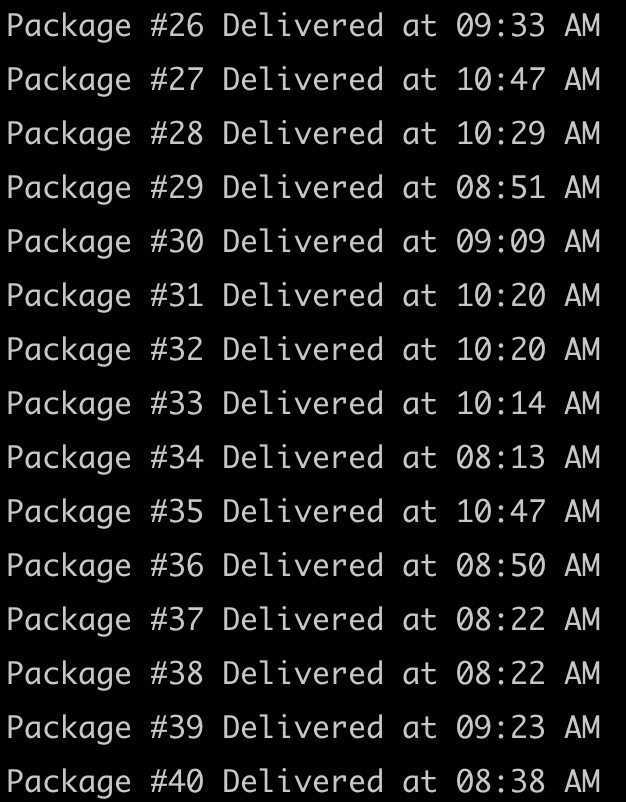 Package #26 Delivered at 09:33 AM
Package #27 Delivered at 10:47 AM
Package #28 Delivered at 10:29 AM
Package #29 Delivered at 08:51 AM
Package #30 Delivered at 09:09 AM
Package #31 Delivered at 10:20 AM
Package #32 Delivered at 10:20 AM
Package #33 Delivered at 10:14 AM
Package #34 Delivered at 08:13 AM
Package #35 Delivered at 10:47 AM
Package #36 Delivered at 08:50 AM
Package #37 Delivered at 08:22 AM
Package #38 Delivered at 08:22 AM
Package #39 Delivered at 09:23 AM
Package #40 Delivered at 08:38 AM